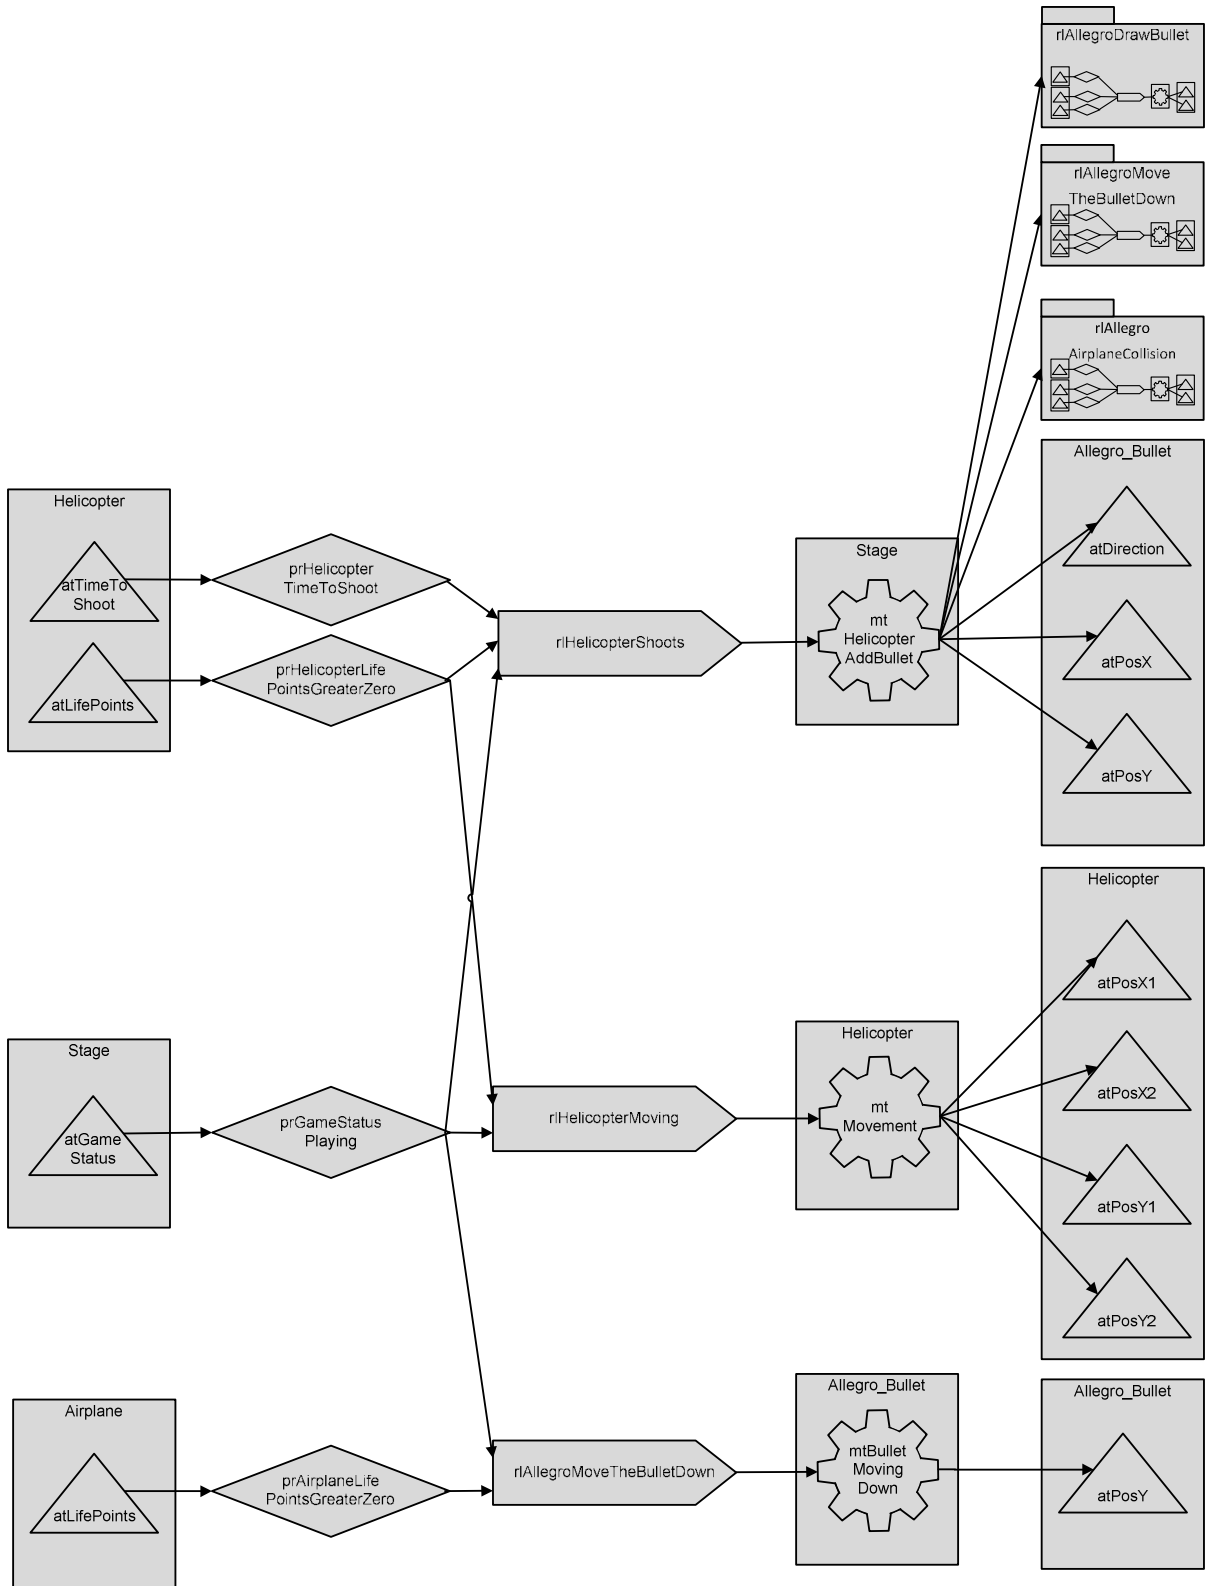 rlAllegroDrawBullet
rlAllegroMove
TheBulletDown
rlAllegro
AirplaneCollision
Allegro_Bullet
atDirection
atPosX
atPosY
Helicopter
atTimeTo
Shoot
atLifePoints
prHelicopter
TimeToShoot
prHelicopterLife
PointsGreaterZero
rlHelicopterShoots
Stage
mt
Helicopter
AddBullet
Stage
atGame
Status
prGameStatus
Playing
rlHelicopterMoving
Helicopter
mt
Movement
Helicopter
atPosX1
atPosX2
atPosY1
atPosY2
Airplane
atLifePoints
prAirplaneLife
PointsGreaterZero
rlAllegroMoveTheBulletDown
Allegro_Bullet
mtBullet
Moving
Down
Allegro_Bullet
atPosY